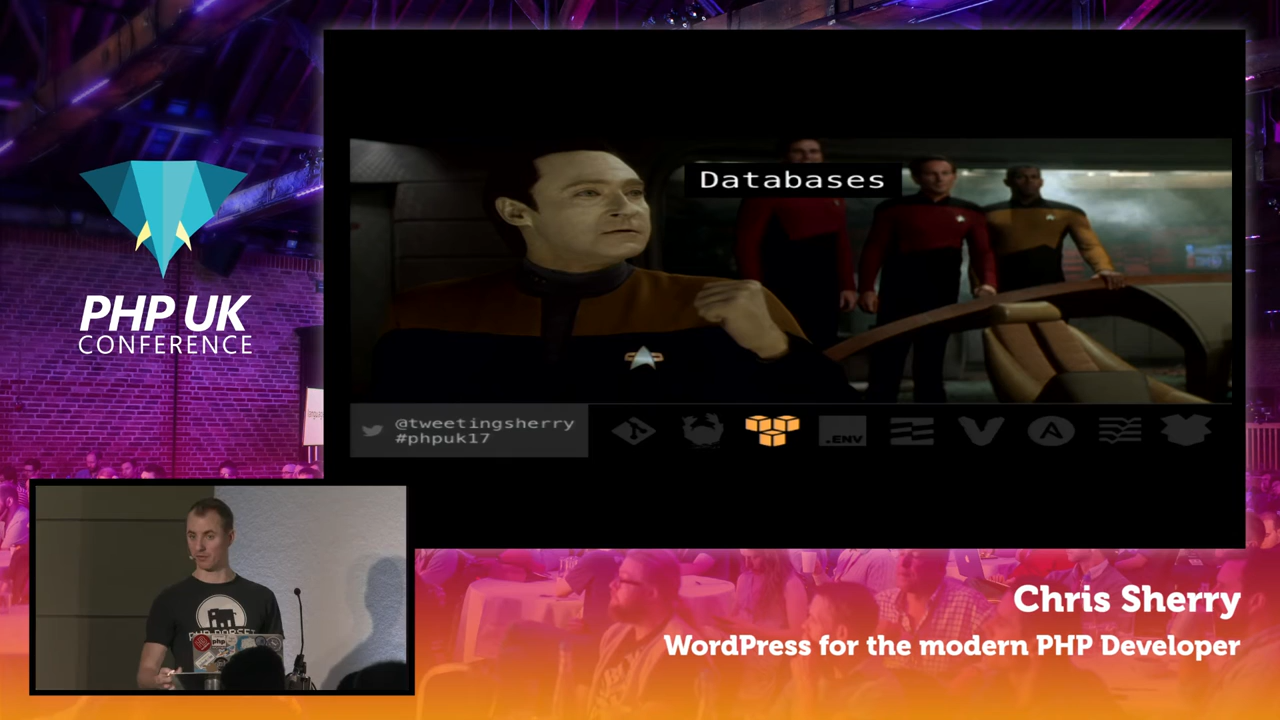 PHP UK
CONFERENCE
Databases
@tweetingsherry
#phpuk17
.ENV
Chris Sherry
WordPress for the modern PHP Developer